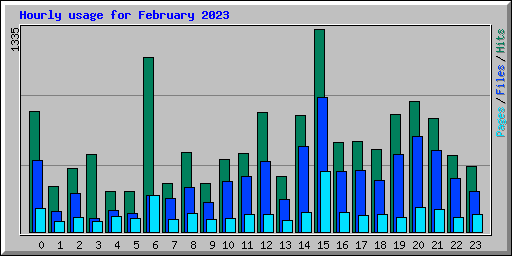 Hourly usage for February 2023
1335
Pages/Files/Hits
0 1 2 3 4 5 6 7 8 9 10 11 12 13 14 15 16 17 18 19 20 21 22 23